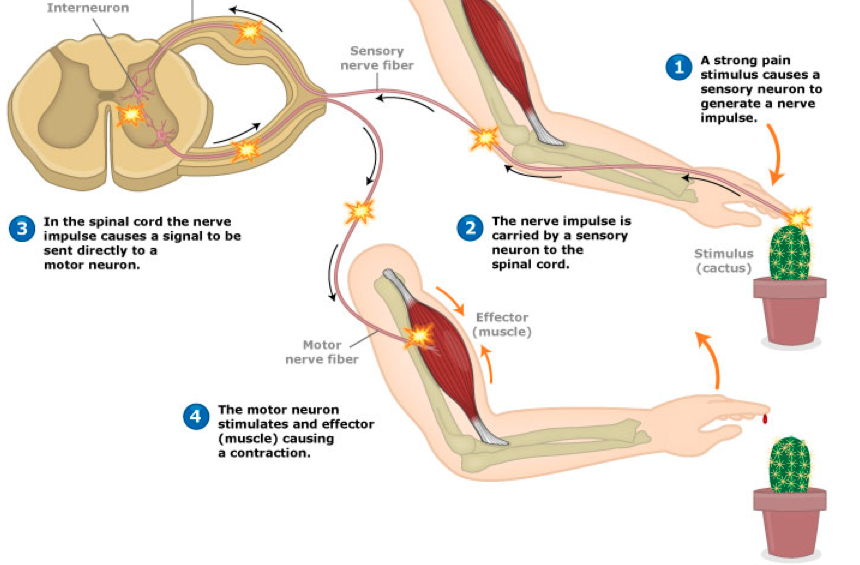 Interneuron
Sensory
nerve fiber
1
A strong pain
stimulus causes a
sensory neuron to
generate a nerve
impulse.
3
In the spinal cord the nerve
impulse causes a signal to be
sent directly to a
motor neuron.
2
The nerve impulse is
carried by a sensory
neuron to the
spinal cord.
Stimulus
(cactus)
Effector
(muscle)
Motor
nerve fiber
4
The motor neuron
stimulates and effector
(muscle) causing
a contraction.